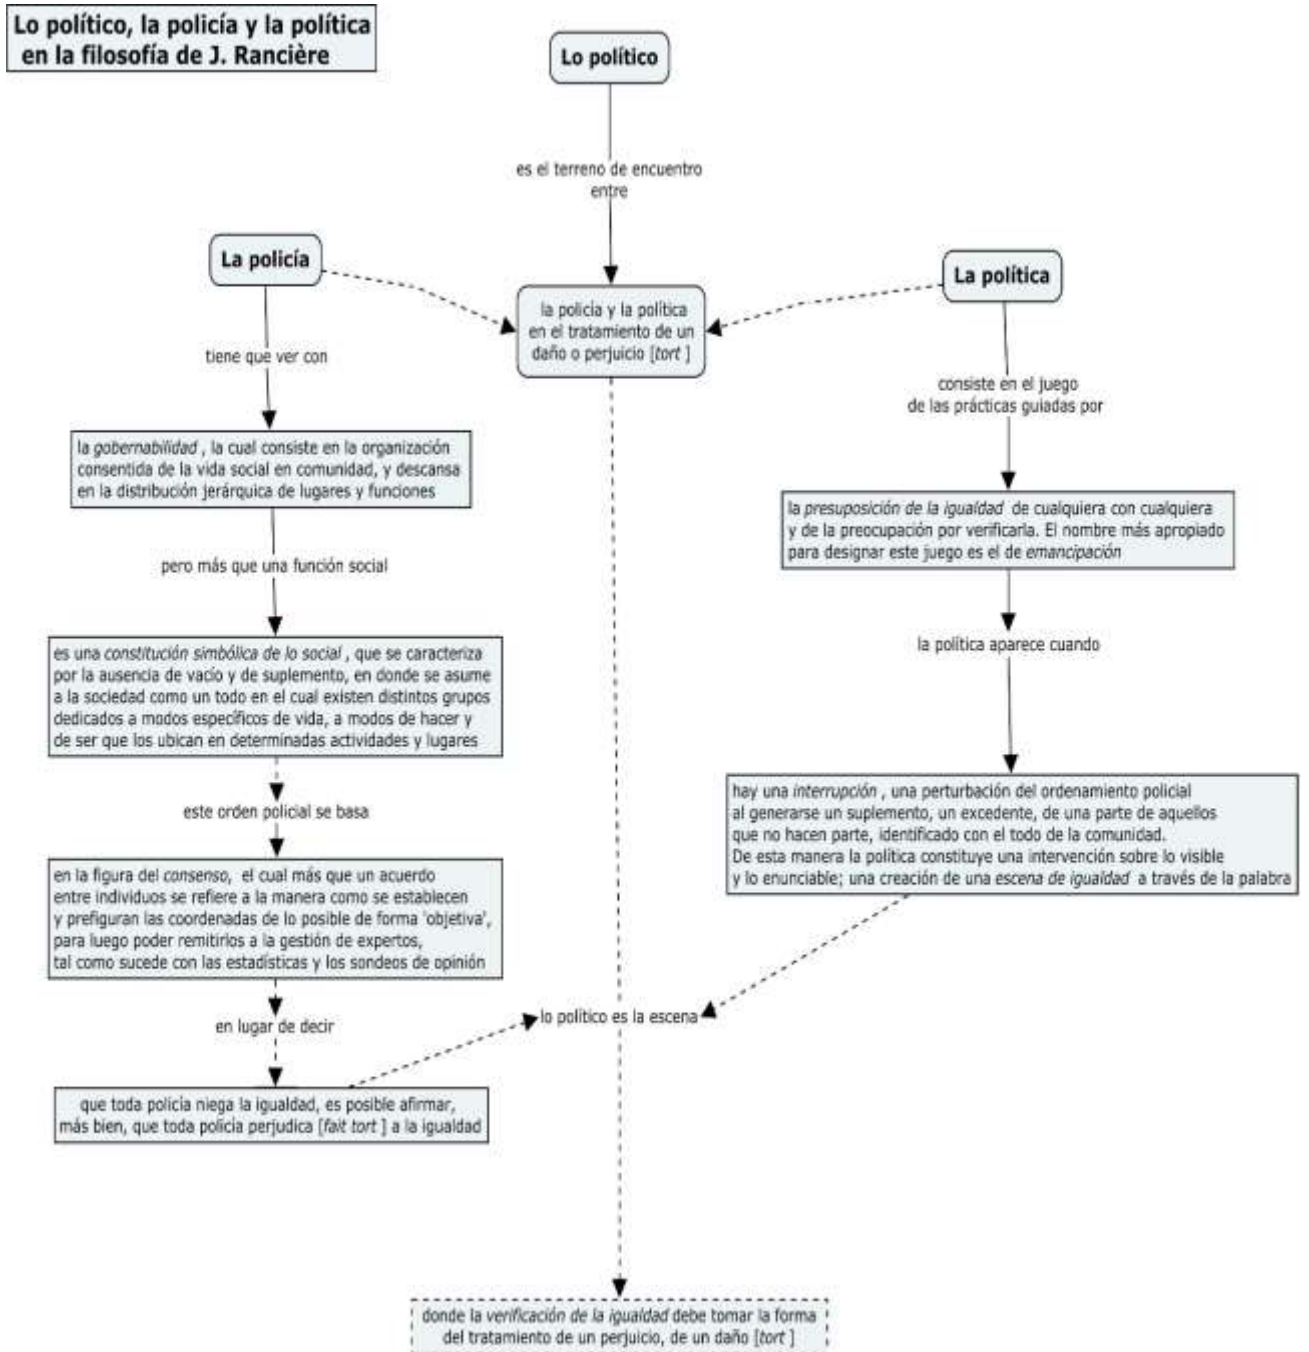 Lo político, la policía y la política
en la filosofía de J. Rancière
Lo político
es el terreno de encuentro
entre
La policía
La política
la policía y la política
en el tratamiento de un
daño o perjuicio [tort ]
tiene que ver con
consiste en el juego
de las prácticas guiadas por
la gobernabilidad , la cual consiste en la organización
consentida de la vida social en comunidad, y descansa
en la distribución jerárquica de lugares y funciones
la presuposición de la igualdad de cualquiera con cualquiera
y de la preocupación por verificarla. El nombre más apropiado
para designar este juego es el de emancipación
pero más que una función social
la política aparece cuando
es una constitución simbólica de lo social , que se caracteriza
por la ausencia de vacío y de suplemento, en donde se asume
a la sociedad como un todo en el cual existen distintos grupos
dedicados a modos específicos de vida, a modos de hacer y
de ser que los ubican en determinadas actividades y lugares
hay una interrupción , una perturbación del ordenamiento policial
al generarse un suplemento, un excedente, de una parte de aquellos
que no hacen parte, identificado con el todo de la comunidad.
De esta manera la política constituye una intervención sobre lo visible
y lo enunciable; una creación de una escena de igualdad a través de la palabra
este orden policial se basa
en la figura del consenso, el cual más que un acuerdo
entre individuos se refiere a la manera como se establecen
y prefiguran las coordenadas de lo posible de forma 'objetiva',
para luego poder remitirlos a la gestión de expertos,
tal como sucede con las estadísticas y los sondeos de opinión
en lugar de decir
lo político es la escena
que toda policía niega la igualdad, es posible afirmar,
más bien, que toda policía perjudica [fait tort ] a la igualdad
donde la verificación de la igualdad debe tomar la forma
del tratamiento de un perjuicio, de un daño [tort ]